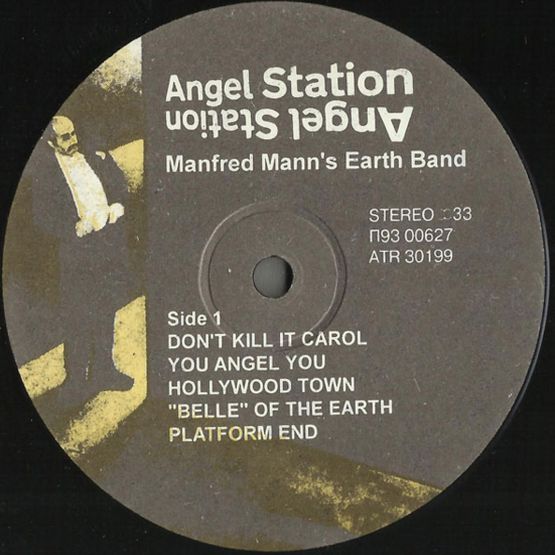 Angel Station
Angel Station
Manfred Mann's Earth Band
STEREO 33
П93 00627
ATR 30199
Side 1
DON'T KILL IT CAROL
YOU ANGEL YOU
HOLLYWOOD TOWN
"BELLE" OF THE EARTH
PLATFORM END